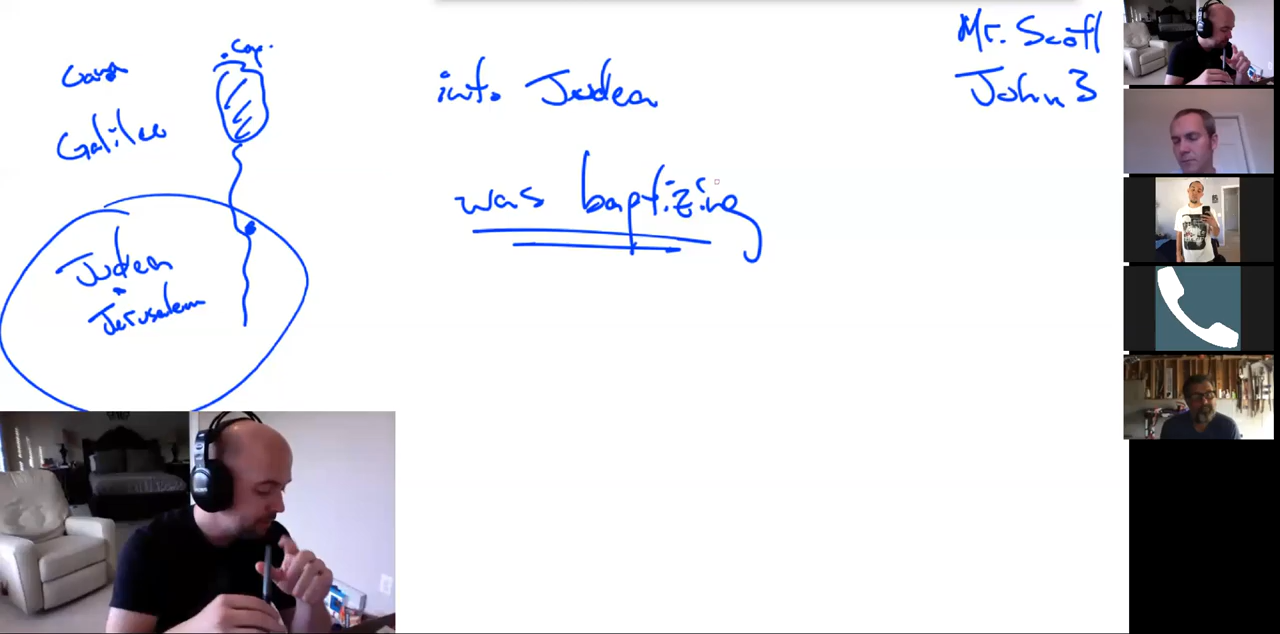 Cana
Galilee
.Cap.
Judea
Jerusalem
into Judea
was baptizing
Mr. Scott
John 3